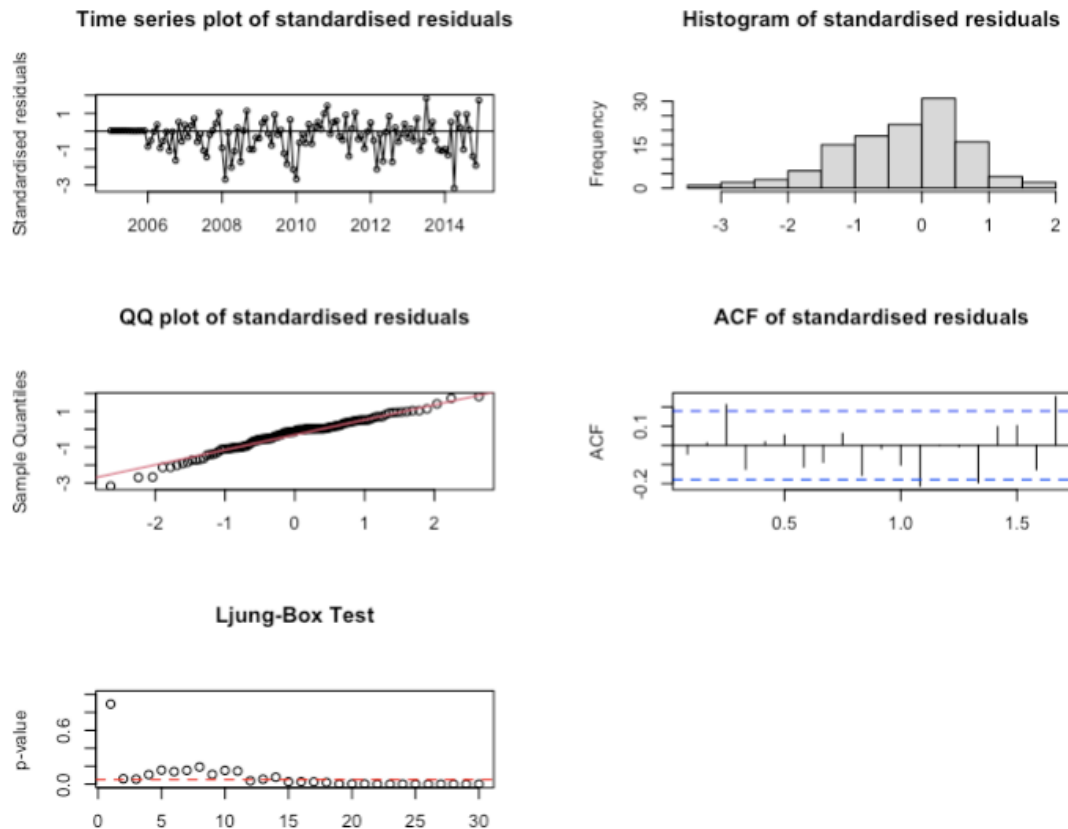 Time series plot of standardised residuals
Standardised residuals
1
-1
-3
2006 2008 2010 2012 2014
Histogram of standardised residuals
Frequency
30
15
0
-3 -2 -1 0 1 2
QQ plot of standardised residuals
Sample Quantiles
1
-1
-3
-2 -1 0 1 2
ACF of standardised residuals
ACF
0.1
-0.2
0.5 1.0 1.5
Ljung-Box Test
p-value
0.6
0.0
0 5 10 15 20 25 30